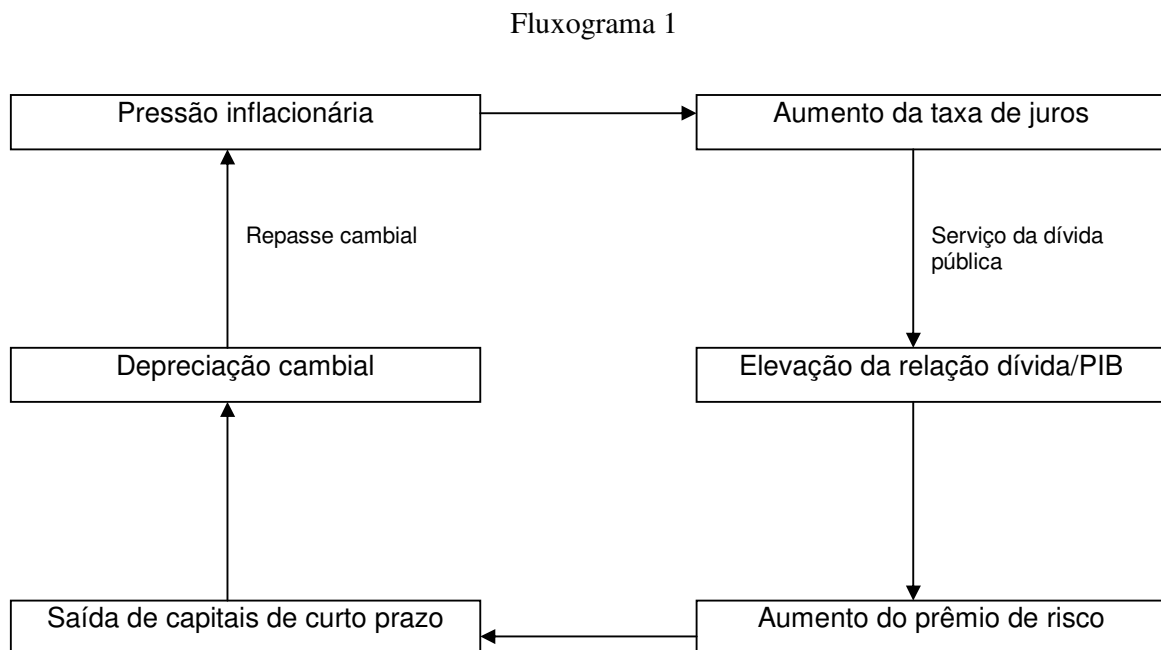 Fluxograma 1
Pressão inflacionária
Aumento da taxa de juros
Repasse cambial
Serviço da dívida
pública
Depreciação cambial
Elevação da relação dívida/PIB
Saída de capitais de curto prazo
Aumento do prêmio de risco